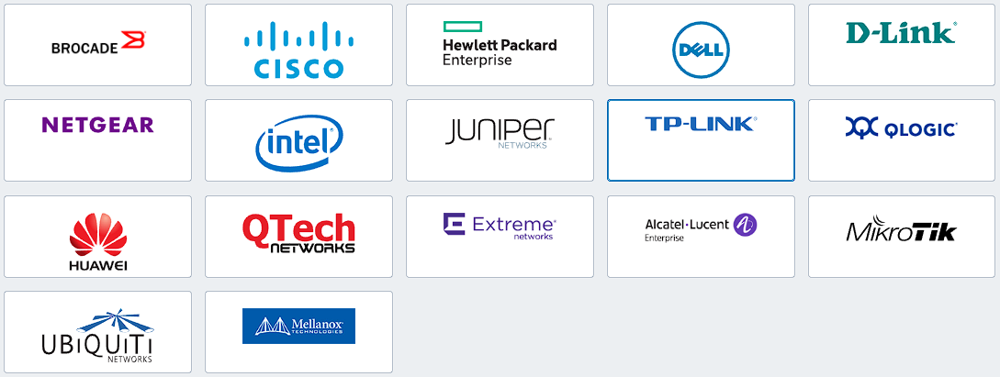 BROCADE
CISCO
Hewlett Packard
Enterprise
DELL
D-Link®
NETGEAR
intel®
JUNIPER®
NETWORKS
TP-LINK®
QLOGIC®
HUAWEI
QTech
NETWORKS
Extreme®
networks
Alcatel·Lucent
Enterprise
MikroTik
UBiQUiTi
NETWORKS
Mellanox®
TECHNOLOGIES